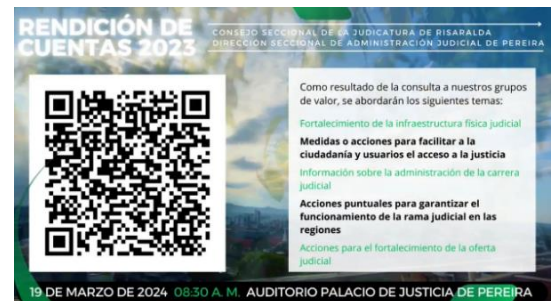 RENDICIÓN DE
CUENTAS 2023
CONSEJO SECCIONAL DE LA JUDICATURA DE RISARALDA
DIRECCIÓN SECCIONAL DE ADMINISTRACIÓN JUDICIAL DE PEREIRA
Como resultado de la consulta a nuestros grupos
de valor, se abordarán los siguientes temas:
Fortalecimiento de la infraestructura física judicial
Medidas o acciones para facilitar a la
ciudadanía y usuarios el acceso a la justicia
Información sobre la administración de la carrera
judicial
Acciones puntuales para garantizar el
funcionamiento de la rama judicial en las
regiones
Acciones para el fortalecimiento de la oferta
judicial
19 DE MARZO DE 2024 08:30 A. M. AUDITORIO PALACIO DE JUSTICIA DE PEREIRA